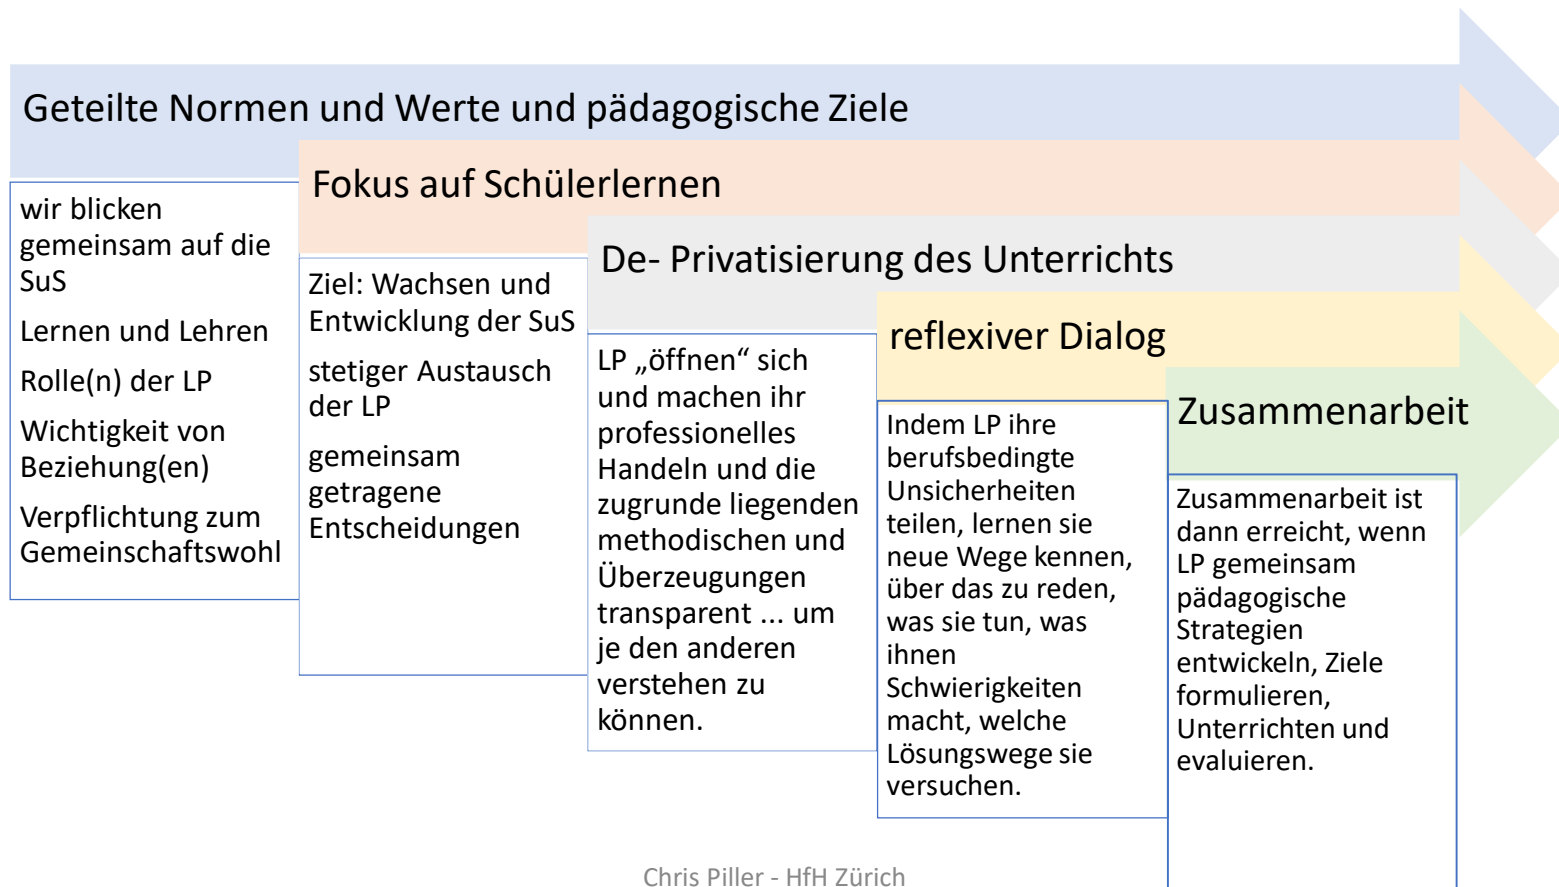 Geteilte Normen und Werte und pädagogische Ziele
wir blicken
gemeinsam auf die
SuS
Lernen und Lehren
Rolle(n) der LP
Wichtigkeit von
Beziehung(en)
Verpflichtung zum
Gemeinschaftswohl
Fokus auf Schülerlernen
Ziel: Wachsen und
Entwicklung der SuS
stetiger Austausch
der LP
gemeinsam
getragene
Entscheidungen
De- Privatisierung des Unterrichts
LP „öffnen“ sich
und machen ihr
professionelles
Handeln und die
zugrunde liegenden
methodischen und
Überzeugungen
transparent ... um
je den anderen
verstehen zu
können.
reflexiver Dialog
Indem LP ihre
berufsbedingte
Unsicherheiten
teilen, lernen sie
neue Wege kennen,
über das zu reden,
was sie tun, was
ihnen
Schwierigkeiten
macht, welche
Lösungswege sie
versuchen.
Zusammenarbeit
Zusammenarbeit ist
dann erreicht, wenn
LP gemeinsam
pädagogische
Strategien
entwickeln, Ziele
formulieren,
Unterrichten und
evaluieren.
Chris Piller - HfH Zürich